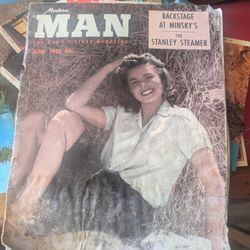 Modern
MAN
THE MAN'S PICTURE MAGAZINE
BACKSTAGE
AT MINSKY'S
THE
STANLEY STEAMER